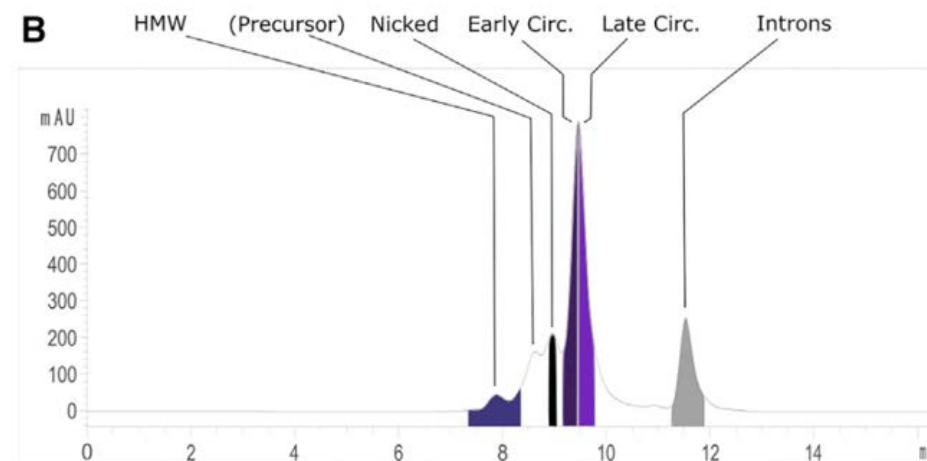 B
HMW (Precursor) Nicked Early Circ. Late Circ. Introns
mAU
700
600
500
400
300
200
100
0
0 2 4 6 8 10 12 14 m